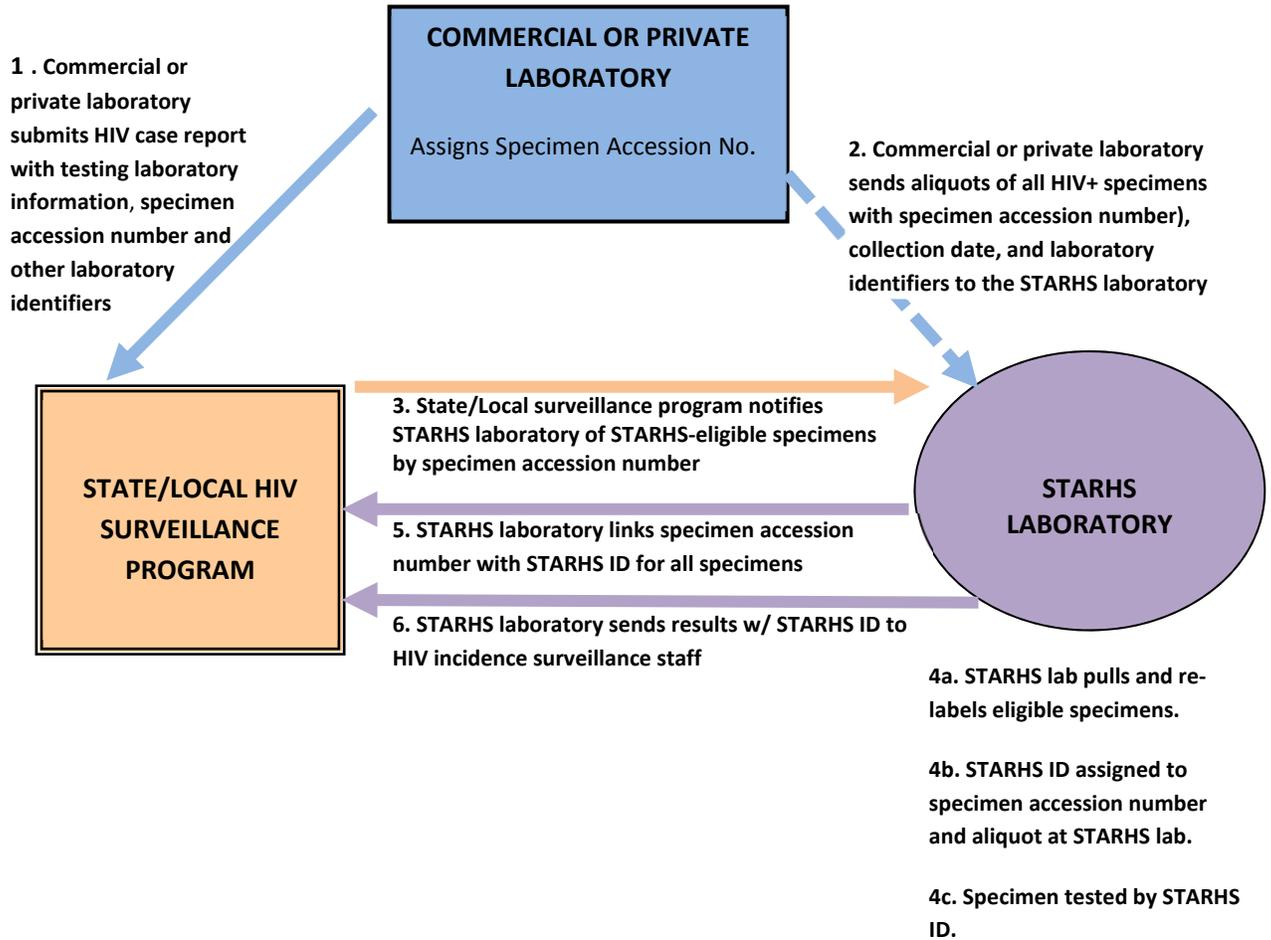 COMMERCIAL OR PRIVATE
LABORATORY
Assigns Specimen Accession No.
1 . Commercial or
private laboratory
submits HIV case report
with testing laboratory
information, specimen
accession number and
other laboratory
identifiers
2. Commercial or private laboratory
sends aliquots of all HIV+ specimens
with specimen accession number),
collection date, and laboratory
identifiers to the STARHS laboratory
3. State/Local surveillance program notifies
STARHS laboratory of STARHS-eligible specimens
by specimen accession number
STATE/LOCAL HIV
SURVEILLANCE
PROGRAM
STARHS
LABORATORY
5. STARHS laboratory links specimen accession
number with STARHS ID for all specimens
6. STARHS laboratory sends results w/ STARHS ID to
HIV incidence surveillance staff
4a. STARHS lab pulls and re-
labels eligible specimens.
4b. STARHS ID assigned to
specimen accession number
and aliquot at STARHS lab.
4c. Specimen tested by STARHS
ID.